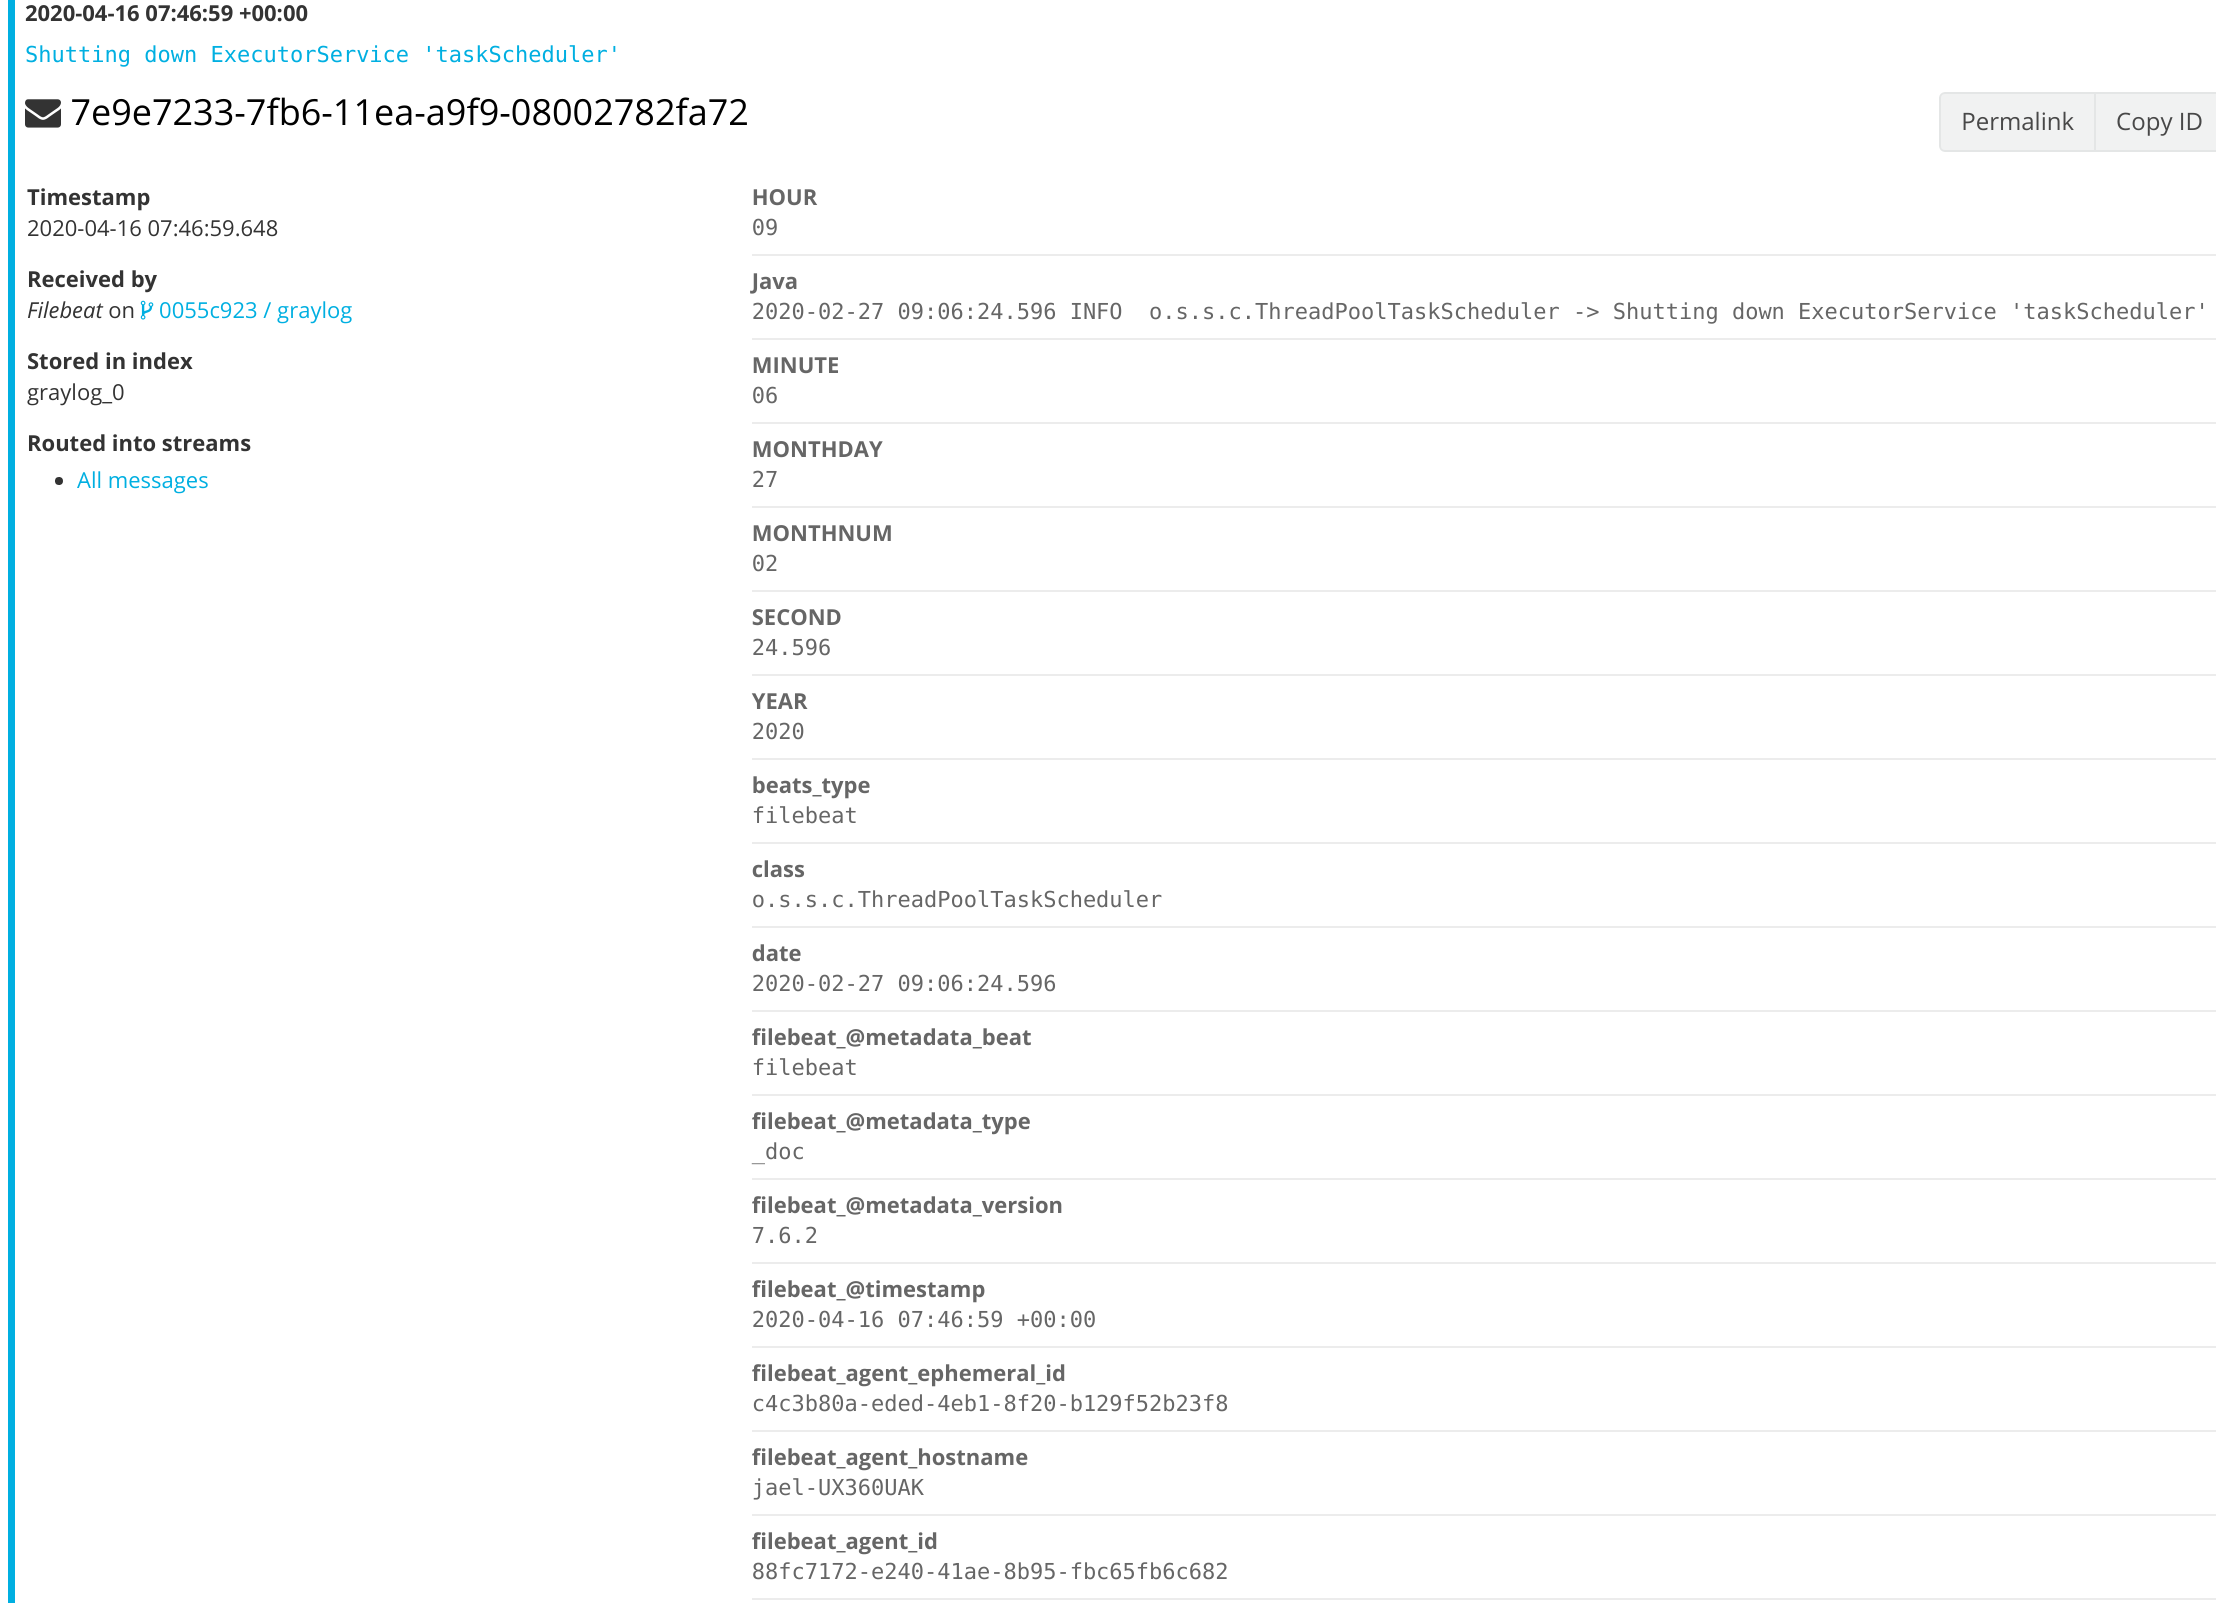 2020-04-16 07:46:59 +00:00
Shutting down ExecutorService 'taskScheduler'
7e9e7233-7fb6-11ea-a9f9-08002782fa72
Permalink
Copy ID
Timestamp
2020-04-16 07:46:59.648
Received by
Filebeat on 0055c923 / graylog
Stored in index
graylog_0
Routed into streams
All messages
HOUR
09
Java
2020-02-27 09:06:24.596 INFO  o.s.s.c.ThreadPoolTaskScheduler -> Shutting down ExecutorService 'taskScheduler'
MINUTE
06
MONTHDAY
27
MONTHNUM
02
SECOND
24.596
YEAR
2020
beats_type
filebeat
class
o.s.s.c.ThreadPoolTaskScheduler
date
2020-02-27 09:06:24.596
filebeat_@metadata_beat
filebeat
filebeat_@metadata_type
_doc
filebeat_@metadata_version
7.6.2
filebeat_@timestamp
2020-04-16 07:46:59 +00:00
filebeat_agent_ephemeral_id
c4c3b80a-eded-4eb1-8f20-b129f52b23f8
filebeat_agent_hostname
jael-UX360UAK
filebeat_agent_id
88fc7172-e240-41ae-8b95-fbc65fb6c682